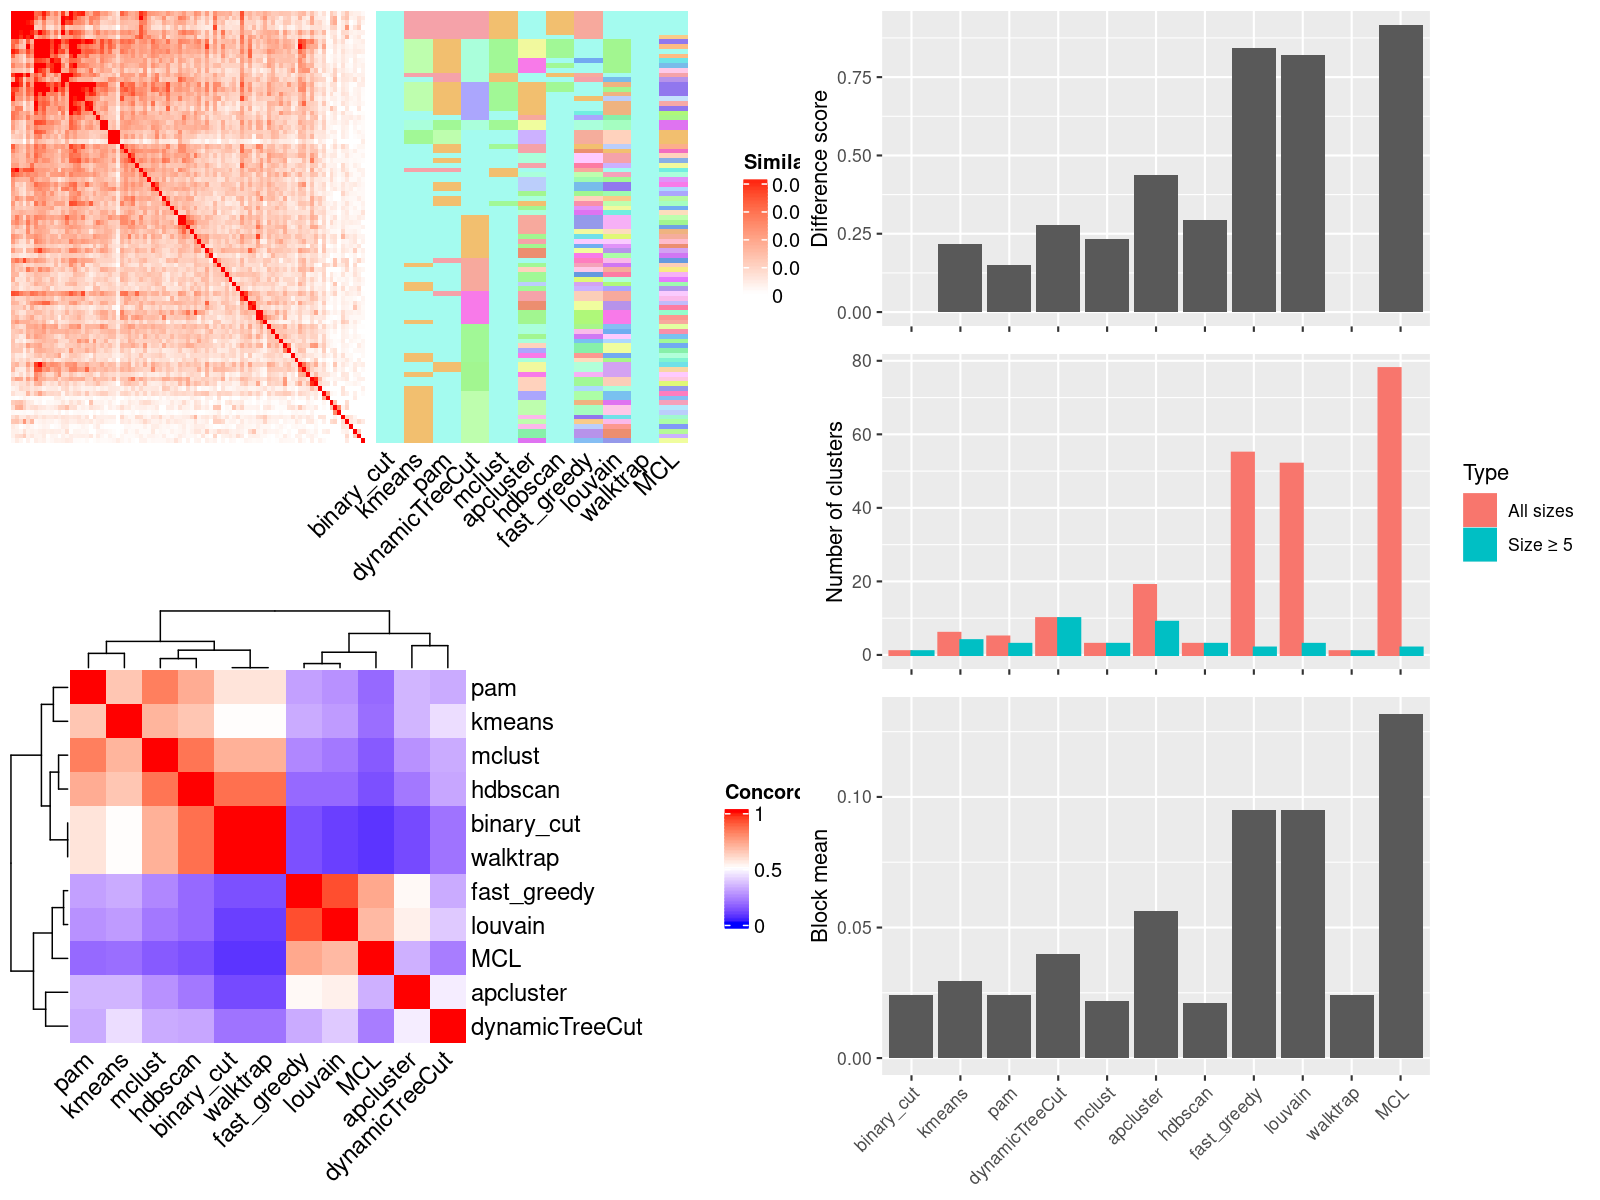 Simila
0.0
0.0
0.0
0.0
0
binary_cut
kmeans
pam
dynamicTreeCut
mclust
apcluster
hdbscan
fast_greedy
louvain
walktrap
MCL
pam
kmeans
mclust
hdbscan
binary_cut
walktrap
fast_greedy
louvain
MCL
apcluster
dynamicTreeCut
pam
kmeans
mclust
hdbscan
binary_cut
walktrap
fast_greedy
louvain
MCL
apcluster
dynamicTreeCut
Concord
1
0.5
0
Difference score
0.75
0.50
0.25
0.00
Number of clusters
80
60
40
20
0
Type
All sizes
Size ≥ 5
Block mean
0.10
0.05
0.00
binary_cut
kmeans
pam
dynamicTreeCut
mclust
apcluster
hdbscan
fast_greedy
louvain
walktrap
MCL